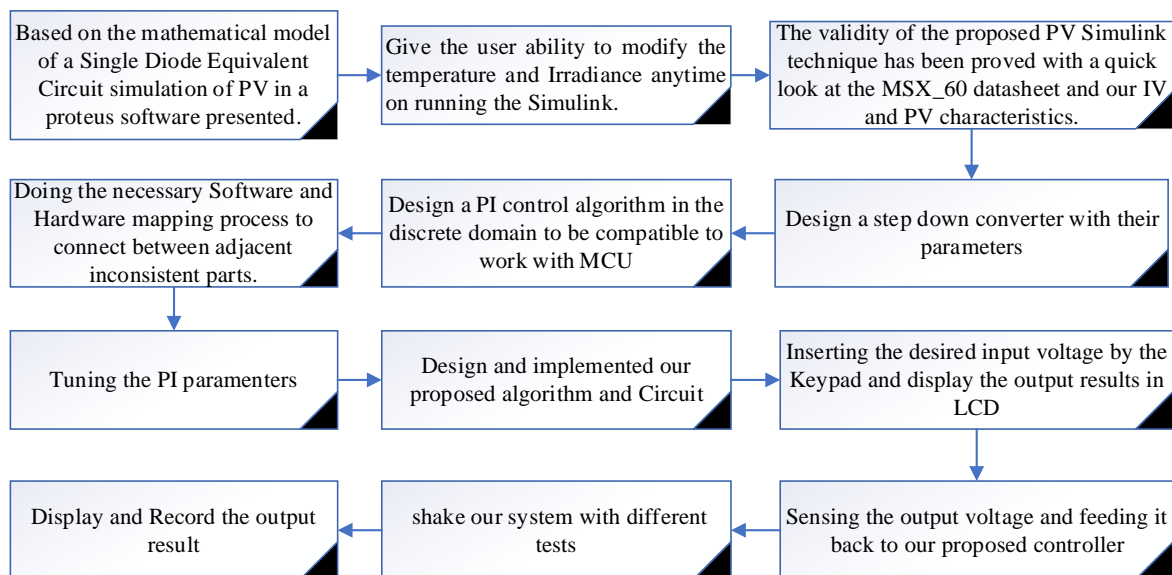 Based on the mathematical model
of a Single Diode Equivalent
Circuit simulation of PV in a
proteus software presented.
Give the user ability to modify the
temperature and Irradiance anytime
on running the Simulink.
The validity of the proposed PV Simulink
technique has been proved with a quick
look at the MSX_60 datasheet and our IV
and PV characteristics.
Design a step down converter with their
parameters
Design a PI control algorithm in the
discrete domain to be compatible to
work with MCU
Doing the necessary Software and
Hardware mapping process to
connect between adjacent
inconsistent parts.
Tuning the PI paramenters
Design and implemented our
proposed algorithm and Circuit
Inserting the desired input voltage by the
Keypad and display the output results in
LCD
Sensing the output voltage and feeding it
back to our proposed controller
shake our system with different
tests
Display and Record the output
result